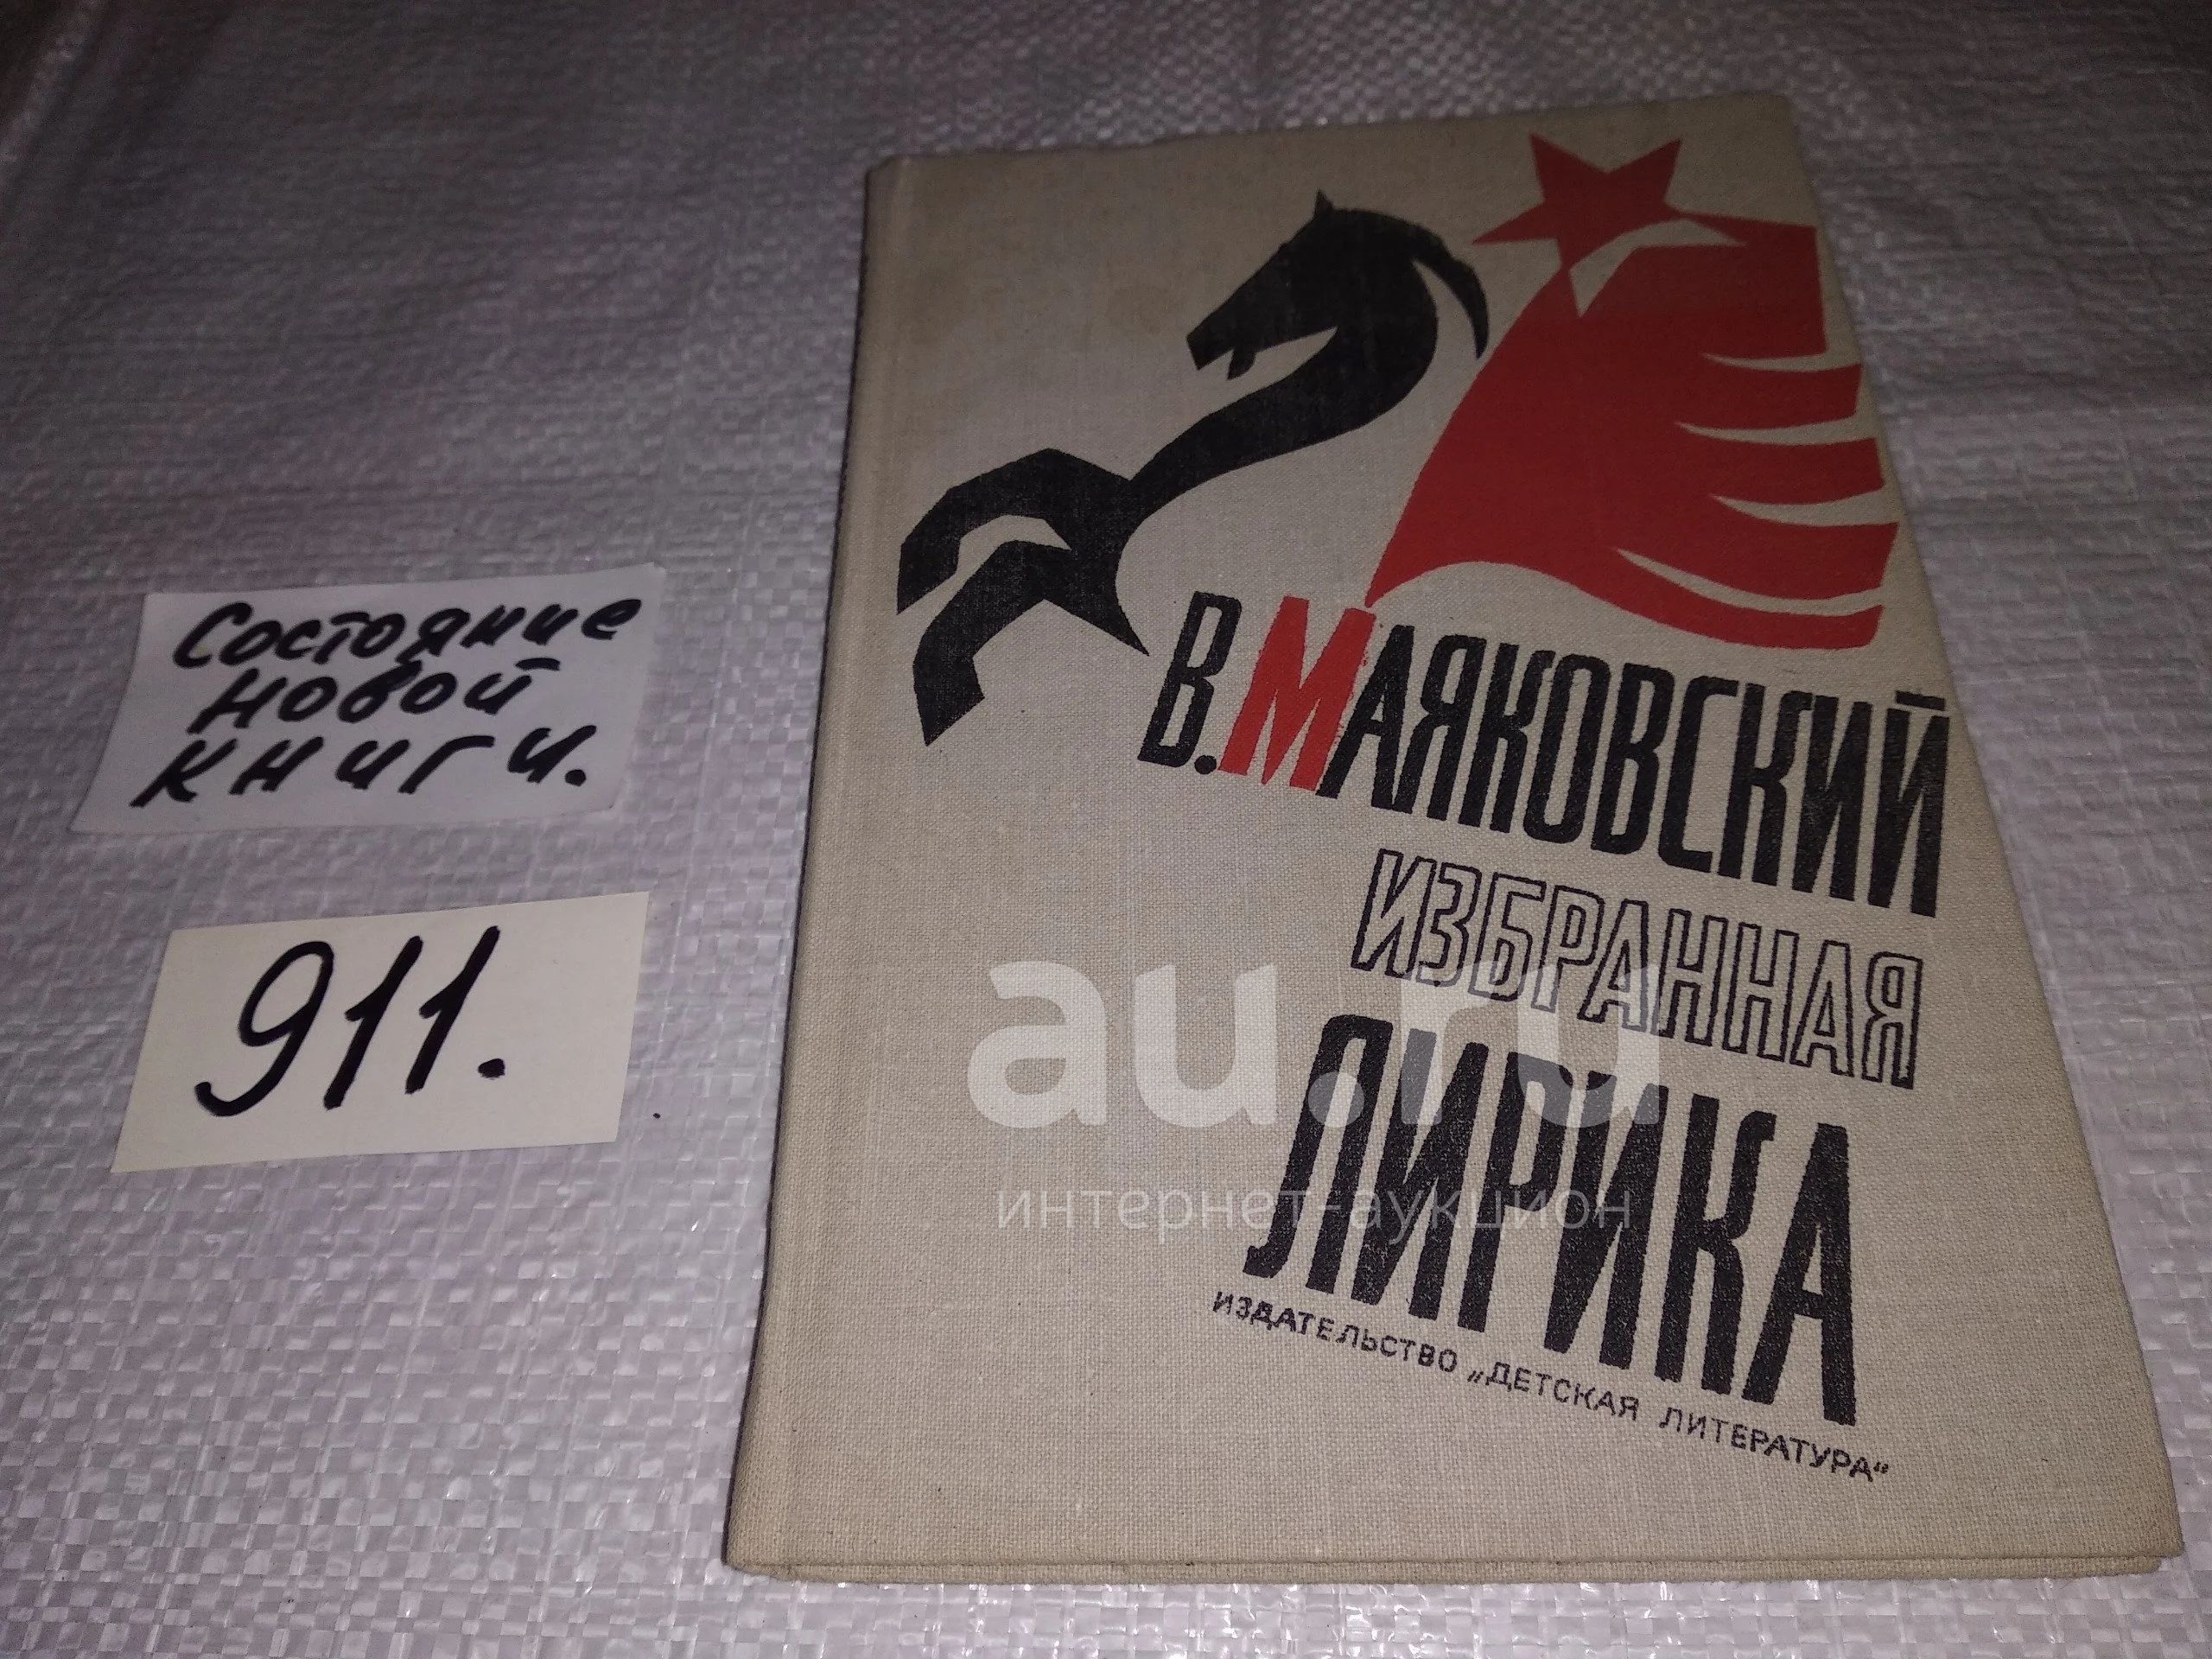 Состояние
новой
книги.
911.
В. МАЯКОВСКИЙ
ИЗБРАННАЯ
ЛИРИКА
ИЗДАТЕЛЬСТВО „ДЕТСКАЯ ЛИТЕРАТУРА“
au.ru
интернет-аукцион